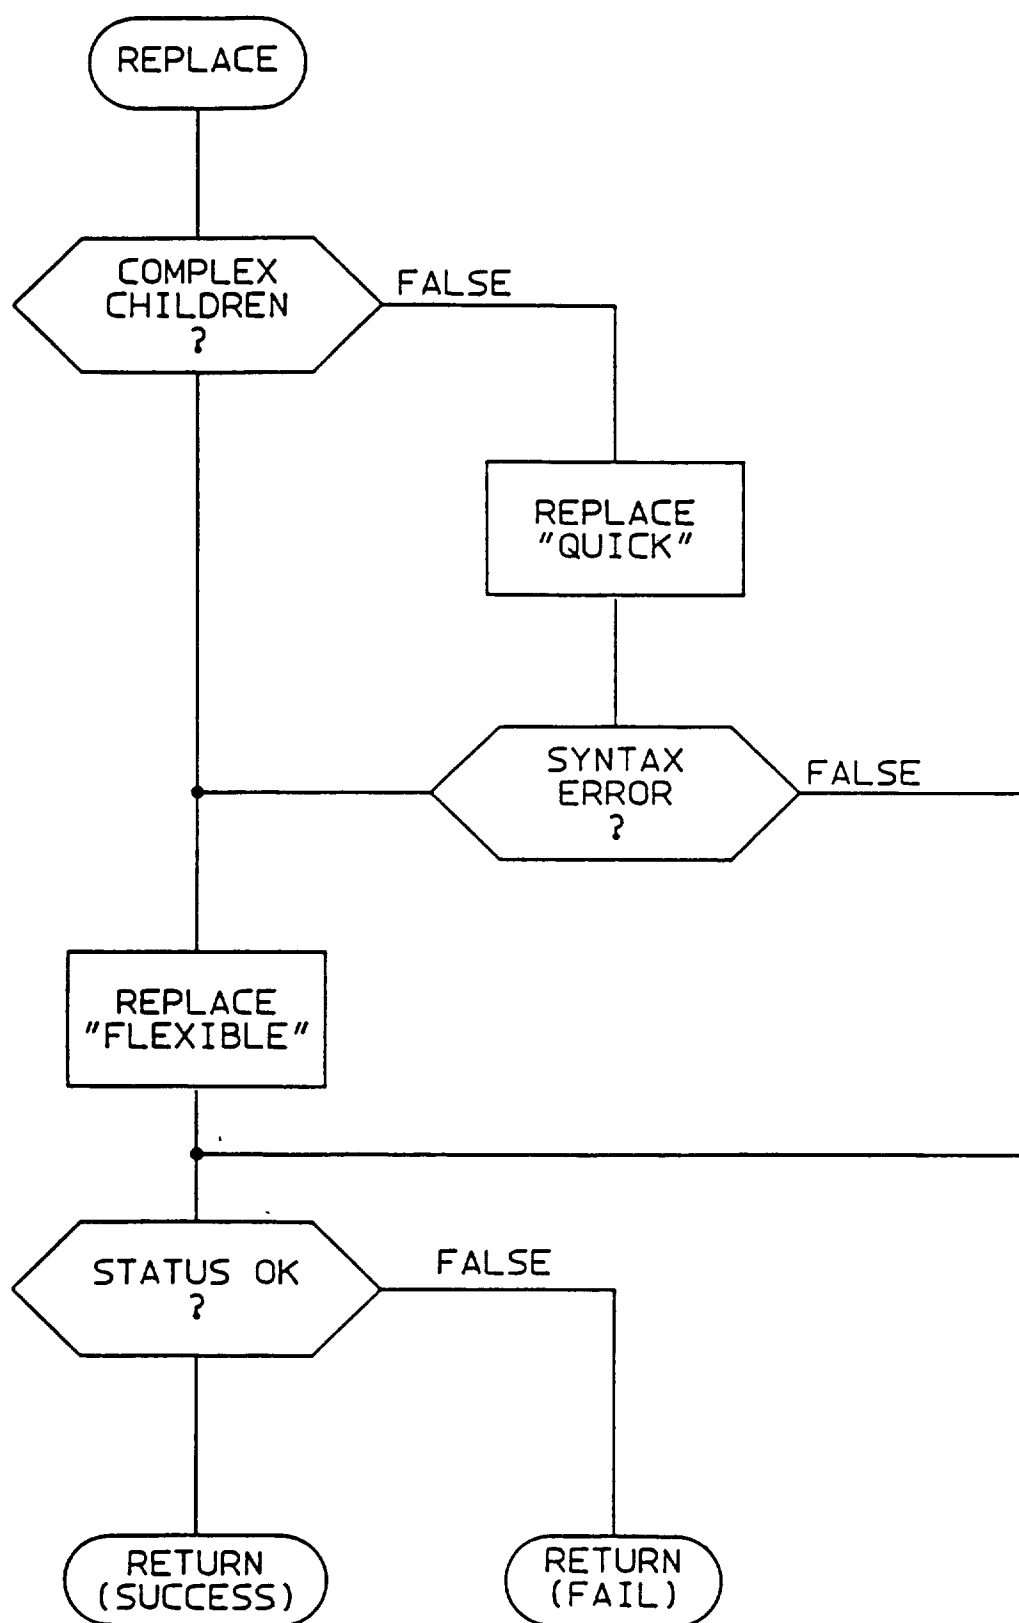 REPLACE
COMPLEX
CHILDREN
?
FALSE
REPLACE
"QUICK"
SYNTAX
ERROR
?
FALSE
REPLACE
"FLEXIBLE"
STATUS OK
?
FALSE
RETURN
(SUCCESS)
RETURN
(FAIL)